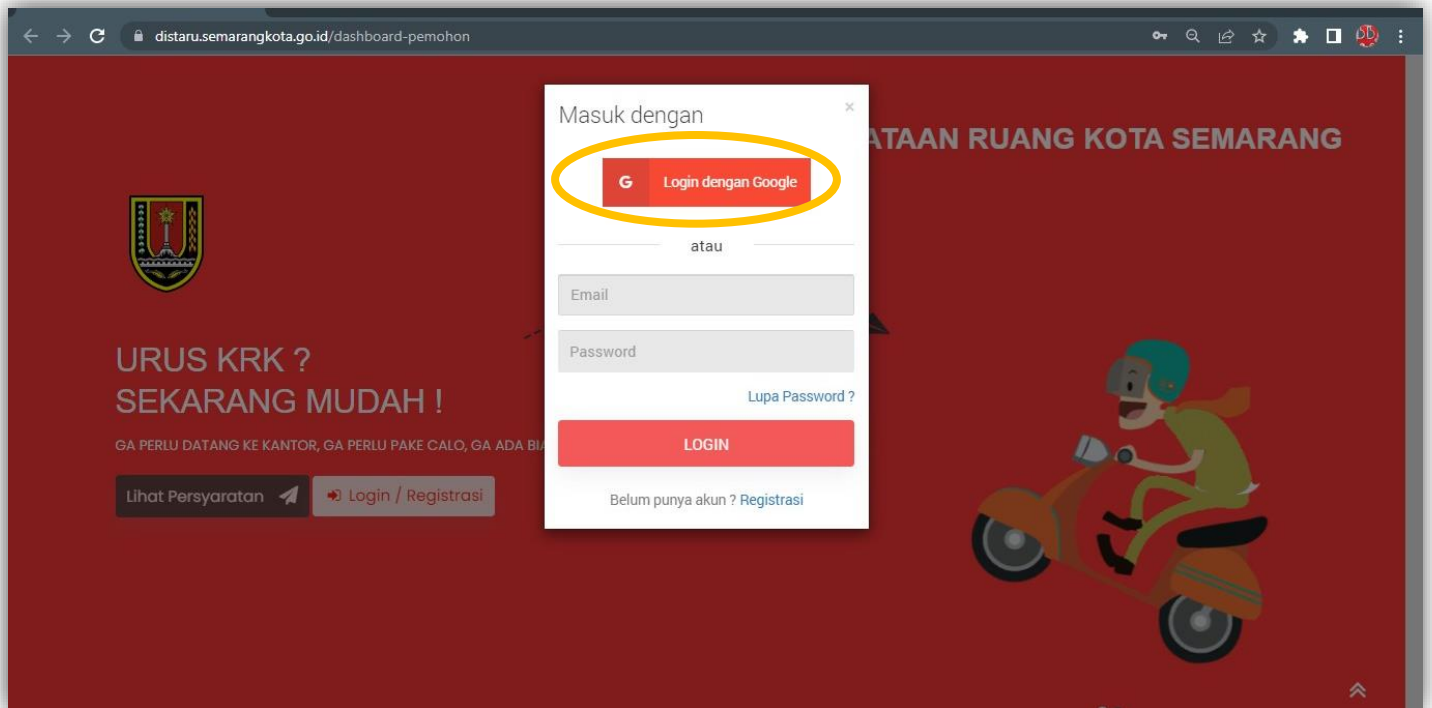 distaru.semarangkota.go.id/dashboard-pemohon
Masuk dengan
ATAAN RUANG KOTA SEMARANG
G Login dengan Google
atau
Email
Password
Lupa Password ?
LOGIN
Belum punya akun ? Registrasi
URUS KRK ?
SEKARANG MUDAH !
GA PERLU DATANG KE KANTOR, GA PERLU PAKE CALO, GA ADA
Lihat Persyaratan
Login / Registrasi